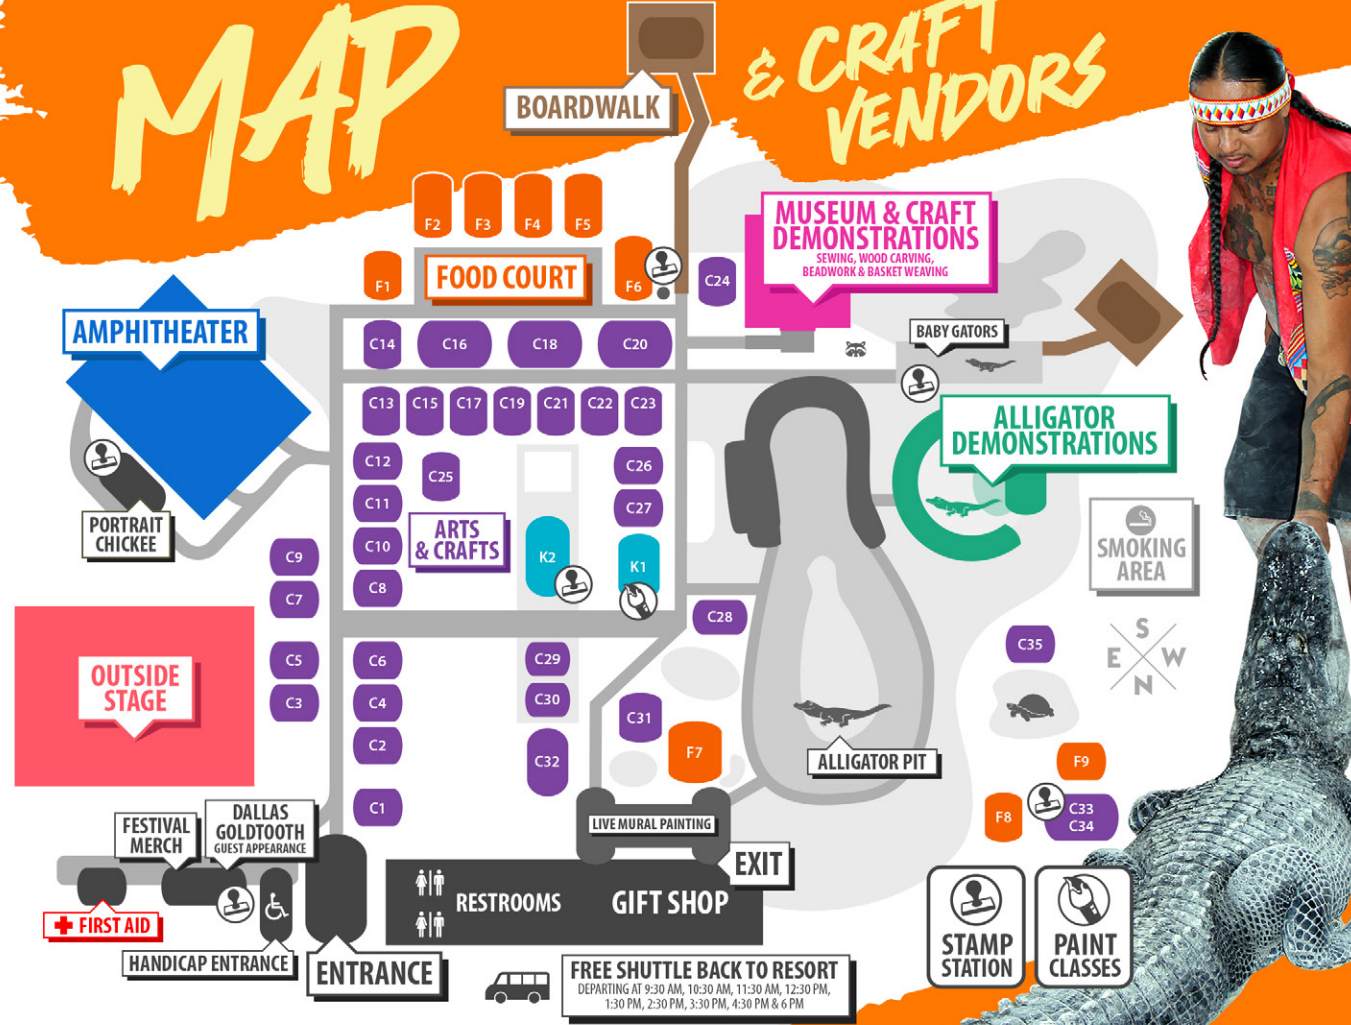 MAP
& CRAFT
VENDORS
BOARDWALK
F2
F3
F4
F5
F1
FOOD COURT
F6
C24
MUSEUM & CRAFT
DEMONSTRATIONS
SEWING, WOOD CARVING,
BEADWORK & BASKET WEAVING
AMPHITHEATER
C14
C16
C18
C20
BABY GATORS
C13
C15
C17
C19
C21
C22
C23
ALLIGATOR
DEMONSTRATIONS
C12
C25
C26
C11
C27
PORTRAIT
CHICKEE
ARTS
& CRAFTS
SMOKING
AREA
C9
C10
K2
K1
C7
C8
C28
S
E
W
N
C35
C5
C6
C29
OUTSIDE
STAGE
C3
C4
C30
C31
C2
C32
F7
ALLIGATOR PIT
F9
C1
F8
C33
C34
FESTIVAL
MERCH
DALLAS
GOLDTOOTH
GUEST APPEARANCE
LIVE MURAL PAINTING
EXIT
RESTROOMS
GIFT SHOP
FIRST AID
HANDICAP ENTRANCE
ENTRANCE
STAMP
STATION
PAINT
CLASSES
FREE SHUTTLE BACK TO RESORT
DEPARTING AT 9:30 AM, 10:30 AM, 11:30 AM, 12:30 PM,
1:30 PM, 2:30 PM, 3:30 PM, 4:30 PM & 6 PM